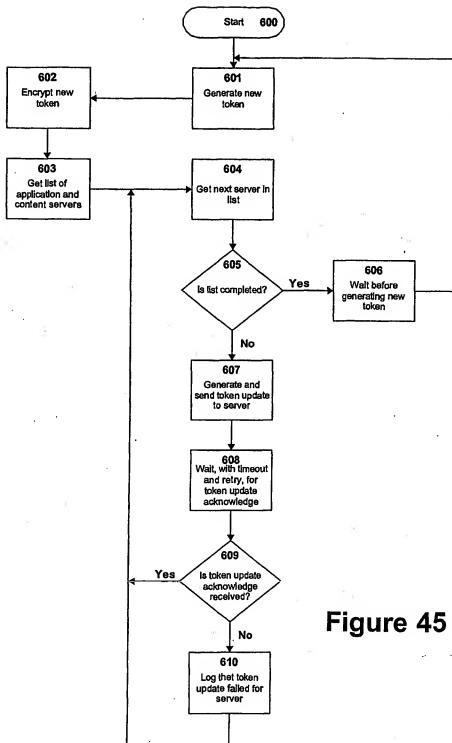 Start 600
601
Generate new
token
602
Encrypt new
token
603
Get list of
application and
content servers
604
Get next server in
list
605
Is list completed?
Yes
606
Wait before
generating new
token
No
607
Generate and
send token update
to server
608
Wait, with timeout
and retry, for
token update
acknowledge
609
Is token update
acknowledge
received?
Yes
No
610
Log that token
update failed for
server
Figure 45